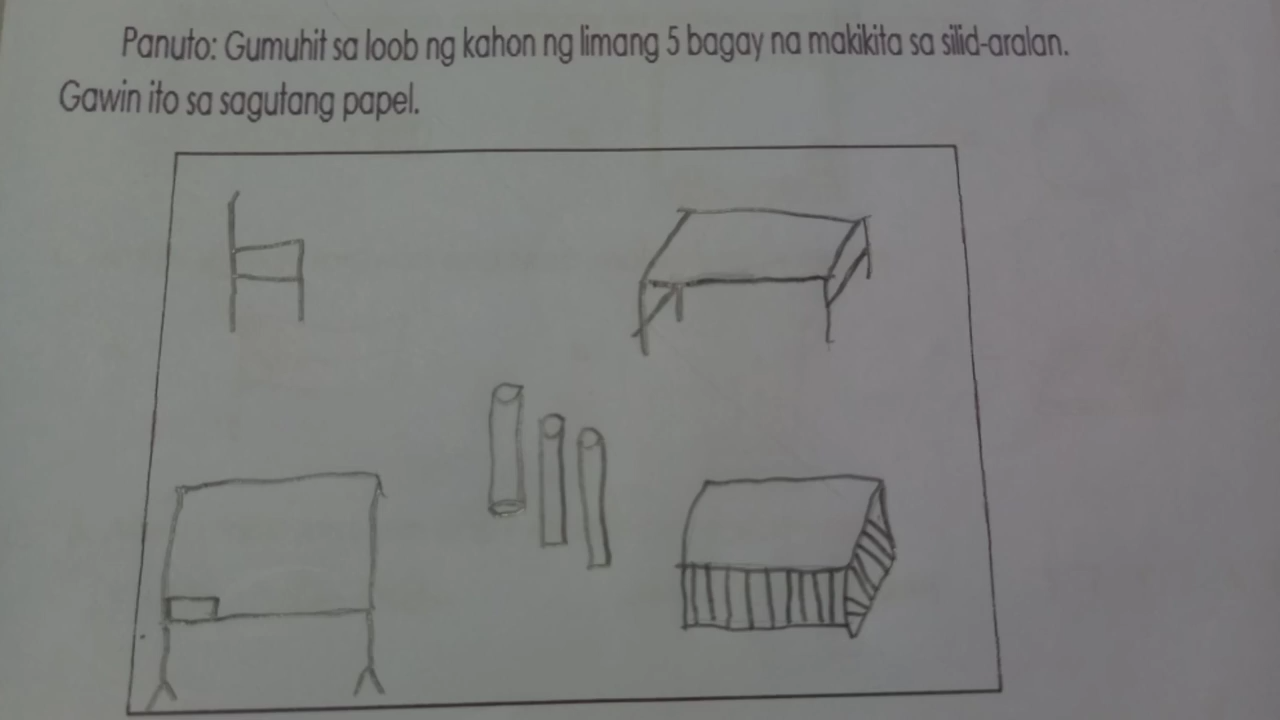 Panuto: Gumuhit sa loob ng kahon ng limang 5 bagay na makikita sa silid-aralan.
Gawin ito sa sagutang papel.